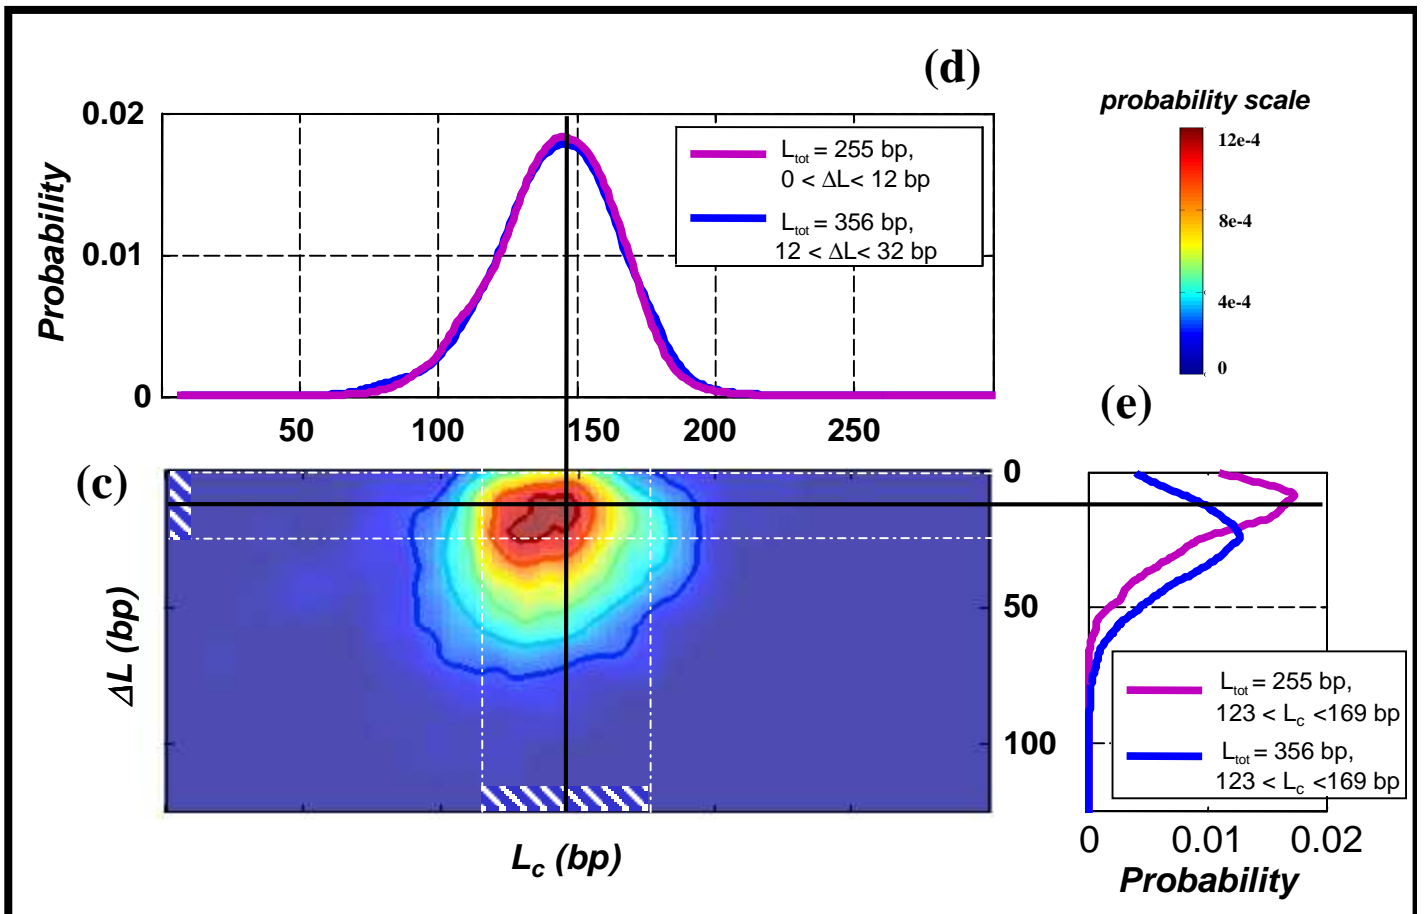 (d)
probability scale
12e-4
8e-4
4e-4
0
Probability
0.02
0.01
0
L_tot = 255 bp,
0 < ΔL < 12 bp
L_tot = 356 bp,
12 < ΔL < 32 bp
50 100 150 200 250
(e)
(c)
ΔL (bp)
0
50
100
L_c (bp)
L_tot = 255 bp,
123 < L_c <169 bp
L_tot = 356 bp,
123 < L_c <169 bp
0 0.01 0.02
Probability